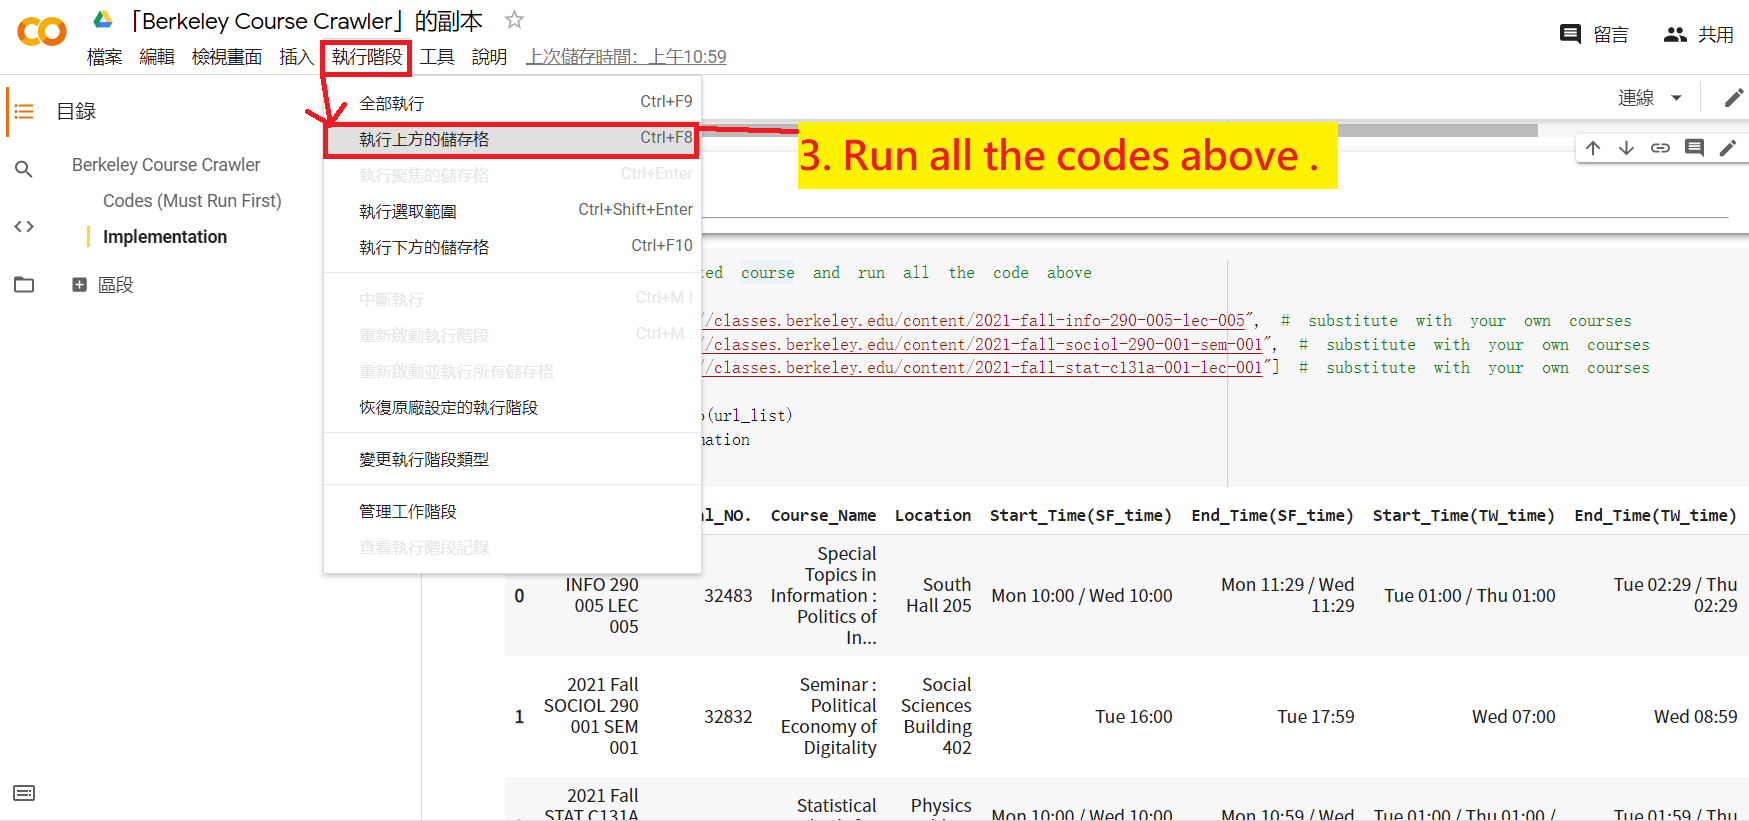 「Berkeley Course Crawler」的副本
檔案 編輯 檢視畫面 插入 執行階段 工具 說明 上次儲存時間：上午10:59
留言 共用
目錄
Berkeley Course Crawler
Codes (Must Run First)
Implementation
區段
全部執行 Ctrl+F9
執行上方的儲存格 Ctrl+F8
執行聚焦的儲存格 Ctrl+Enter
執行選取範圍 Ctrl+Shift+Enter
執行下方的儲存格 Ctrl+F10
中斷執行 Ctrl+M I
重新啟動執行階段 Ctrl+M .
重新啟動並執行所有儲存格
恢復原廠設定的執行階段
變更執行階段類型
管理工作階段
查看執行階段記錄
連線
3. Run all the codes above .
ted course and run all the code above
//classes.berkeley.edu/content/2021-fall-info-290-005-lec-005", # substitute with your own courses
//classes.berkeley.edu/content/2021-fall-sociol-290-001-sem-001", # substitute with your own courses
//classes.berkeley.edu/content/2021-fall-stat-c131a-001-lec-001"] # substitute with your own courses
(url_list)
mation
l_NO. Course_Name Location Start_Time(SF_time) End_Time(SF_time) Start_Time(TW_time) End_Time(TW_time)
0 INFO 290 005 LEC 005 32483 Special Topics in Information : Politics of In... South Hall 205 Mon 10:00 / Wed 10:00 Mon 11:29 / Wed 11:29 Tue 01:00 / Thu 01:00 Tue 02:29 / Thu 02:29
1 2021 Fall SOCIOL 290 001 SEM 001 32832 Seminar : Political Economy of Digitality Social Sciences Building 402 Tue 16:00 Tue 17:59 Wed 07:00 Wed 08:59
2021 Fall STAT C131A Statistical Physics Mon 10:00 / Wed Mon 10:59 / Wed Tue 01:00 / Thu 01:00 / Tue 01:59 / Thu